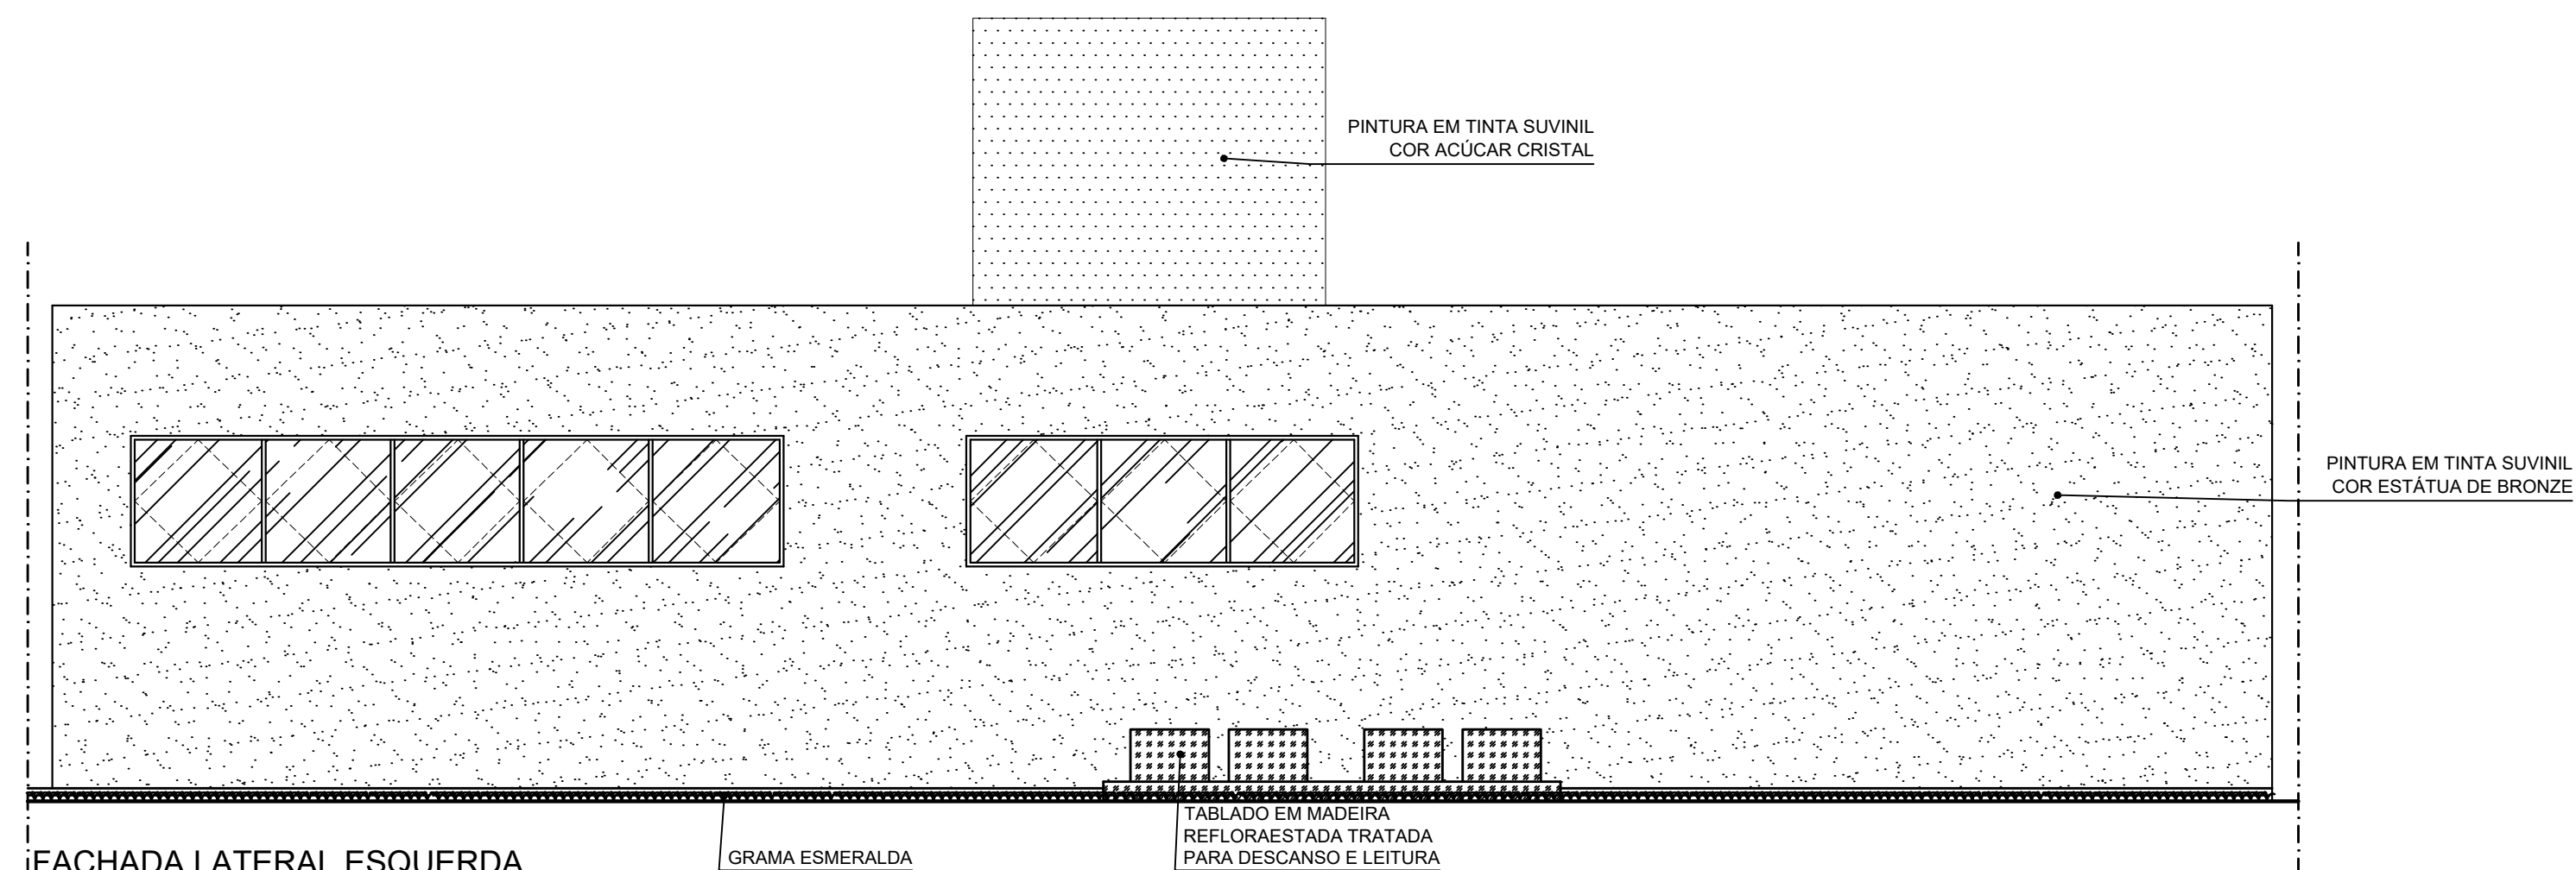 PINTURA EM TINTA SUVINIL
COR ACÚCAR CRISTAL
PINTURA EM TINTA SUVINIL
COR ESTÁTUA DE BRONZE
TABLADO EM MADEIRA
REFLORAESTADA TRATADA
PARA DESCANSO E LEITURA
GRAMA ESMERALDA
FACHADA LATERAL ESQUERDA